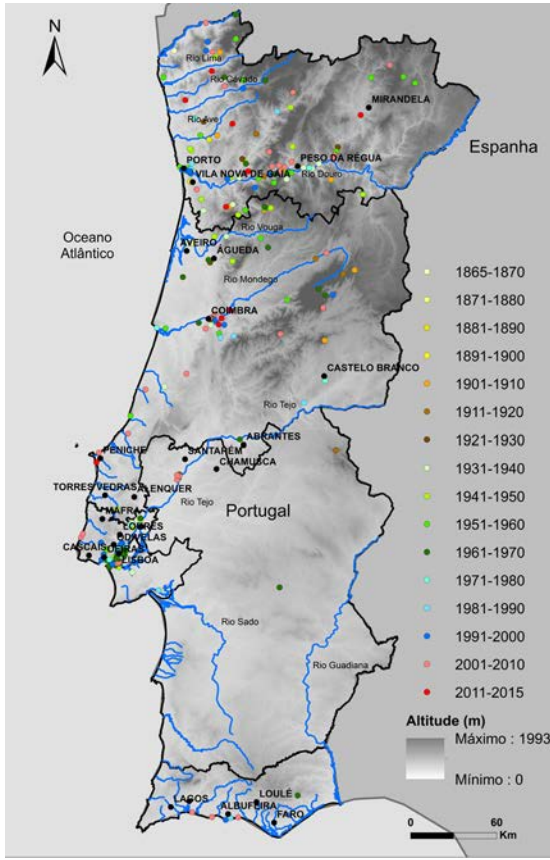 N
Rio Lima
Rio Cávado
MIRANDELA
Rio Ave
Espanha
PORTO
PESO DA RÉGUA
VILA NOVA DE GAIA
Rio Douro
Oceano
Atlântico
Rio Vouga
AVEIRO
ÁGUEDA
Rio Mondego
COIMBRA
CASTELO BRANCO
Rio Tejo
ABRANTES
PENICHE
SANTARÉM
CHAMUSCA
TORRES VEDRAS
ALENQUER
Rio Tejo
Portugal
MAFRA
LOURES
ODIVELAS
CASCAIS
OEIRAS
LISBOA
Rio Sado
Rio Guadiana
LAGOS
LOULÉ
ALBUFEIRA
FARO
1865-1870
1871-1880
1881-1890
1891-1900
1901-1910
1911-1920
1921-1930
1931-1940
1941-1950
1951-1960
1961-1970
1971-1980
1981-1990
1991-2000
2001-2010
2011-2015
Altitude (m)
Máximo : 1993
Mínimo : 0
0 30 60
Km